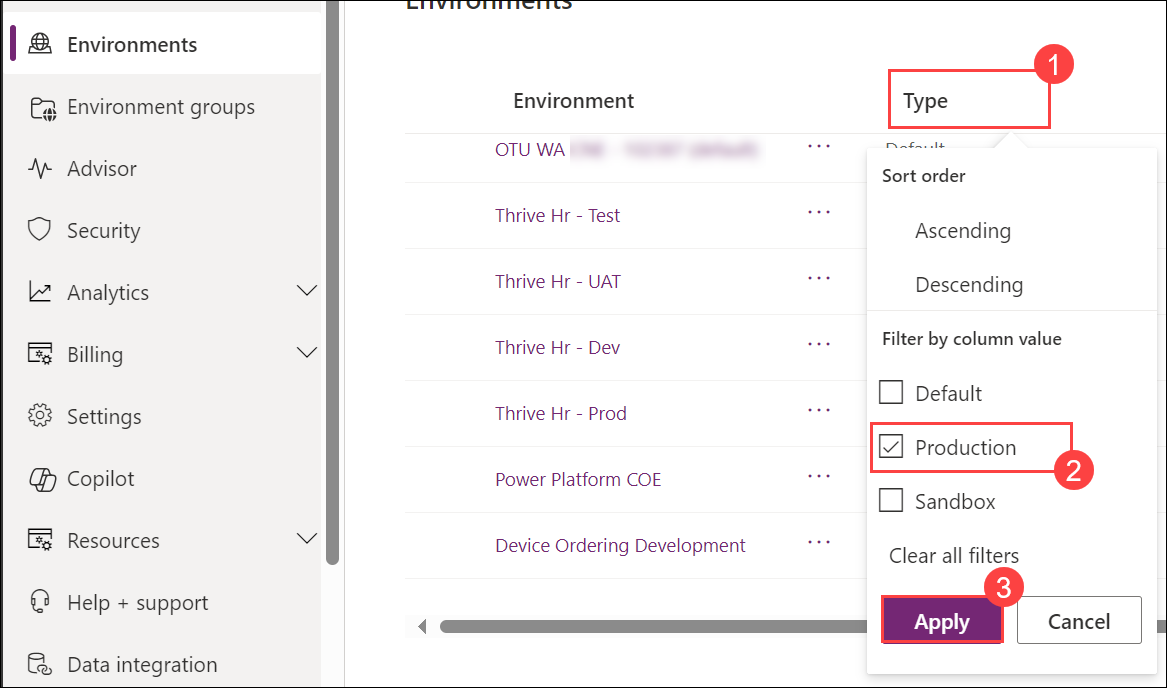 Environments
Environments
Environment groups
Advisor
Security
Analytics
Billing
Settings
Copilot
Resources
Help + support
Data integration
Environment
Type
1
OTU WA
Default
Thrive Hr - Test
Thrive Hr - UAT
Thrive Hr - Dev
Thrive Hr - Prod
Power Platform COE
Device Ordering Development
Sort order
Ascending
Descending
Filter by column value
Default
Production
2
Sandbox
Clear all filters
3
Apply
Cancel